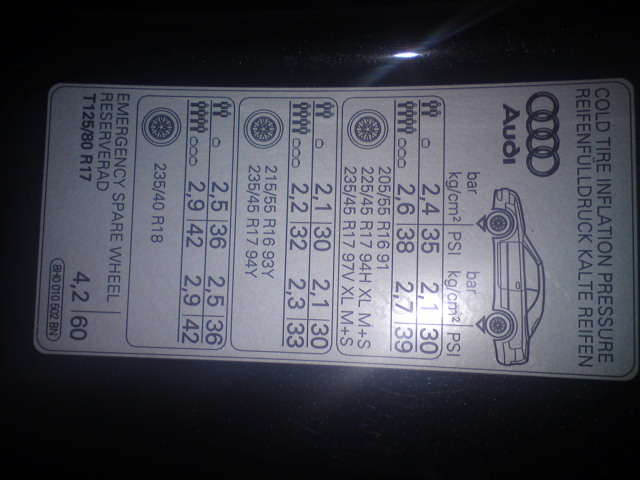 COLD TIRE INFLATION PRESSURE
REIFENFÜLLDRUCK KALTE REIFEN
Audi
bar bar
kg/cm² PSI kg/cm² PSI
2,4 35 2,1 30
2,6 38 2,7 39
205/55 R16 91
225/45 R17 94H XL M+S
235/45 R17 97V XL M+S
2,1 30 2,1 30
2,2 32 2,3 33
215/55 R16 93Y
235/45 R17 94Y
2,5 36 2,5 36
2,9 42 2,9 42
235/40 R18
EMERGENCY SPARE WHEEL
RESERVERAD
T125/80 R17 4,2 60
8H0 010 502 BN